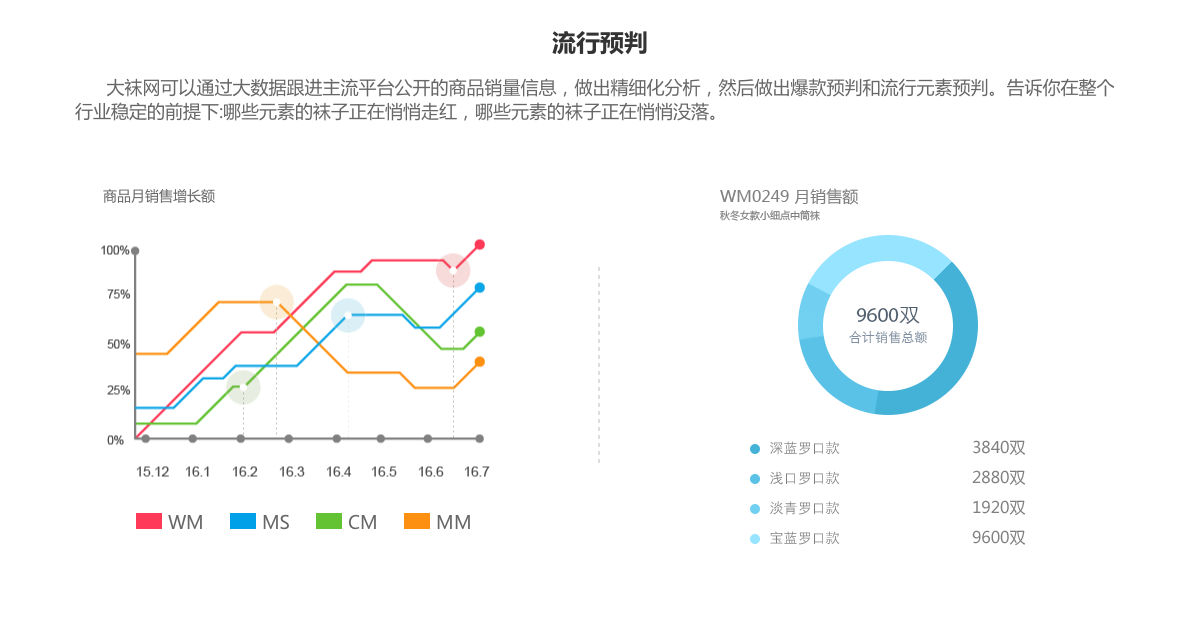 流行预判
大袜网可以通过大数据跟进主流平台公开的商品销量信息，做出精细化分析，然后做出爆款预判和流行元素预判。告诉你在整个
行业稳定的前提下:哪些元素的袜子正在悄悄走红，哪些元素的袜子正在悄悄没落。
商品月销售增长额
100%
75%
50%
25%
0%
15.12 16.1 16.2 16.3 16.4 16.5 16.6 16.7
WM MS CM MM
WM0249 月销售额
秋冬女款小细点中筒袜
9600双
合计销售总额
深蓝罗口款 3840双
浅口罗口款 2880双
淡青罗口款 1920双
宝蓝罗口款 9600双